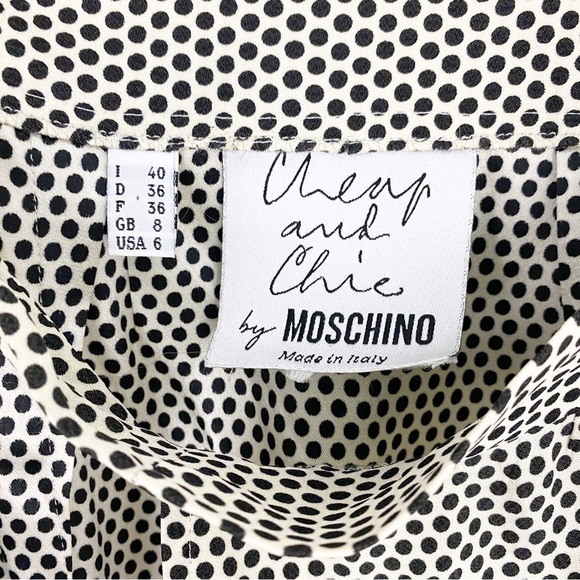 I 40
D 36
F 36
GB 8
USA 6
Cheap
and
Chic
by MOSCHINO
Made in Italy